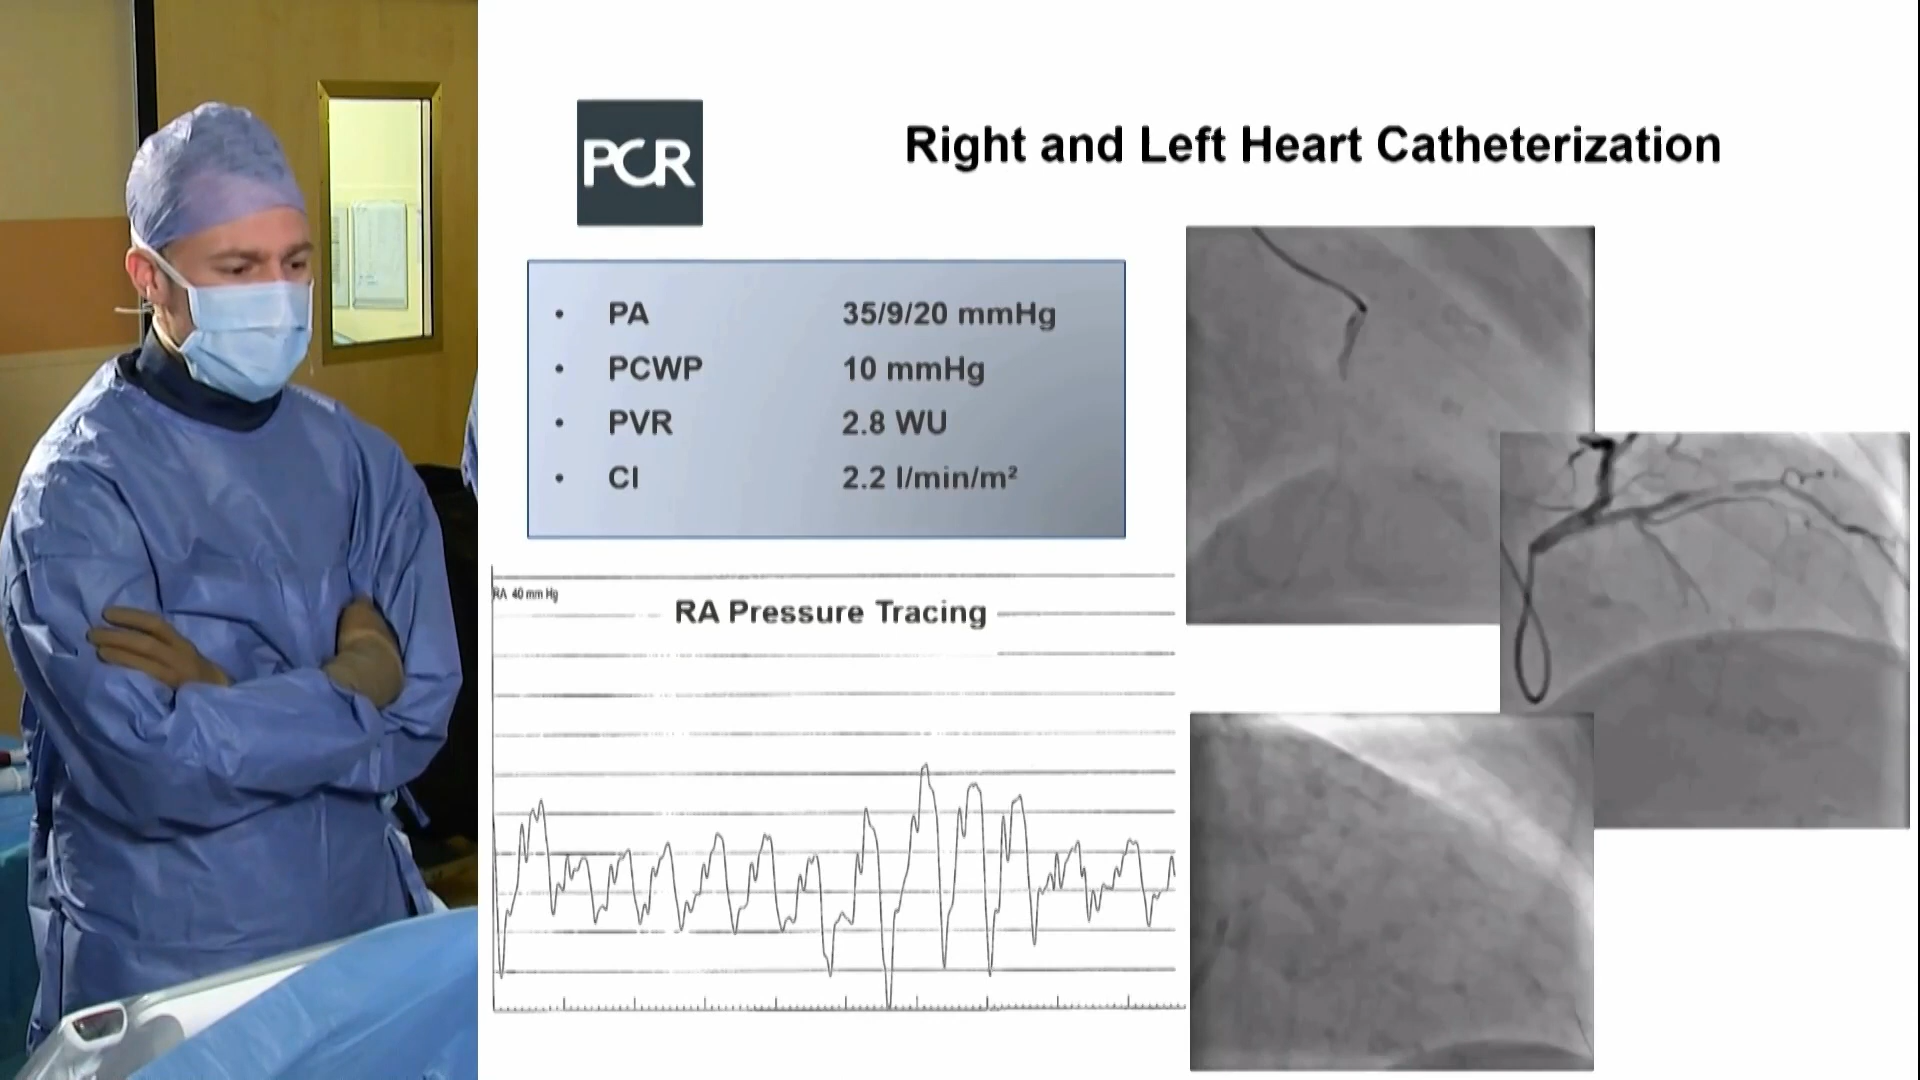 PCR
Right and Left Heart Catheterization
• PA 35/9/20 mmHg
• PCWP 10 mmHg
• PVR 2.8 WU
• CI 2.2 l/min/m²
RA 40 mm Hg
RA Pressure Tracing